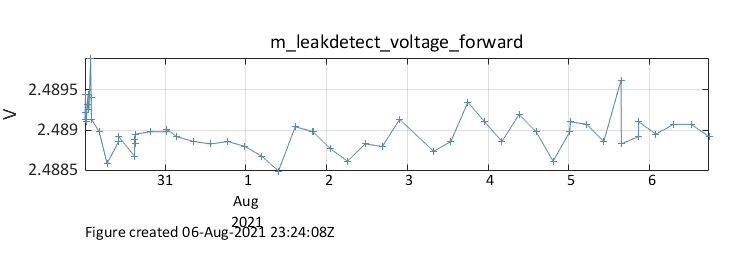 m_leakdetect_voltage_forward
V
2.4895
2.489
2.4885
31 1 2 3 4 5 6
Aug
2021
Figure created 06-Aug-2021 23:24:08Z